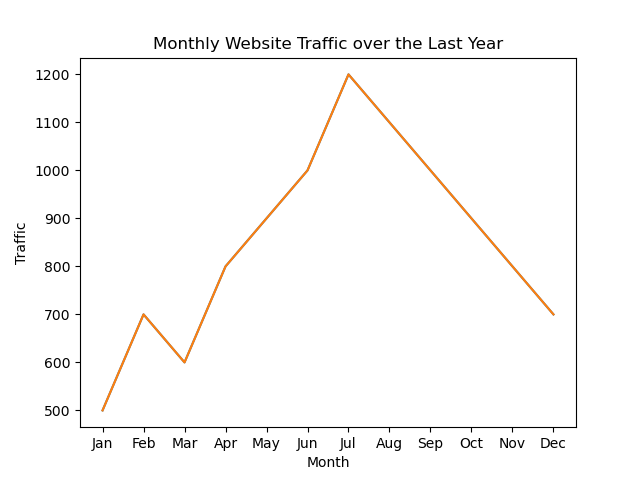 Monthly Website Traffic over the Last Year
1200
1100
1000
900
800
700
600
500
Traffic
Jan Feb Mar Apr May Jun Jul Aug Sep Oct Nov Dec
Month